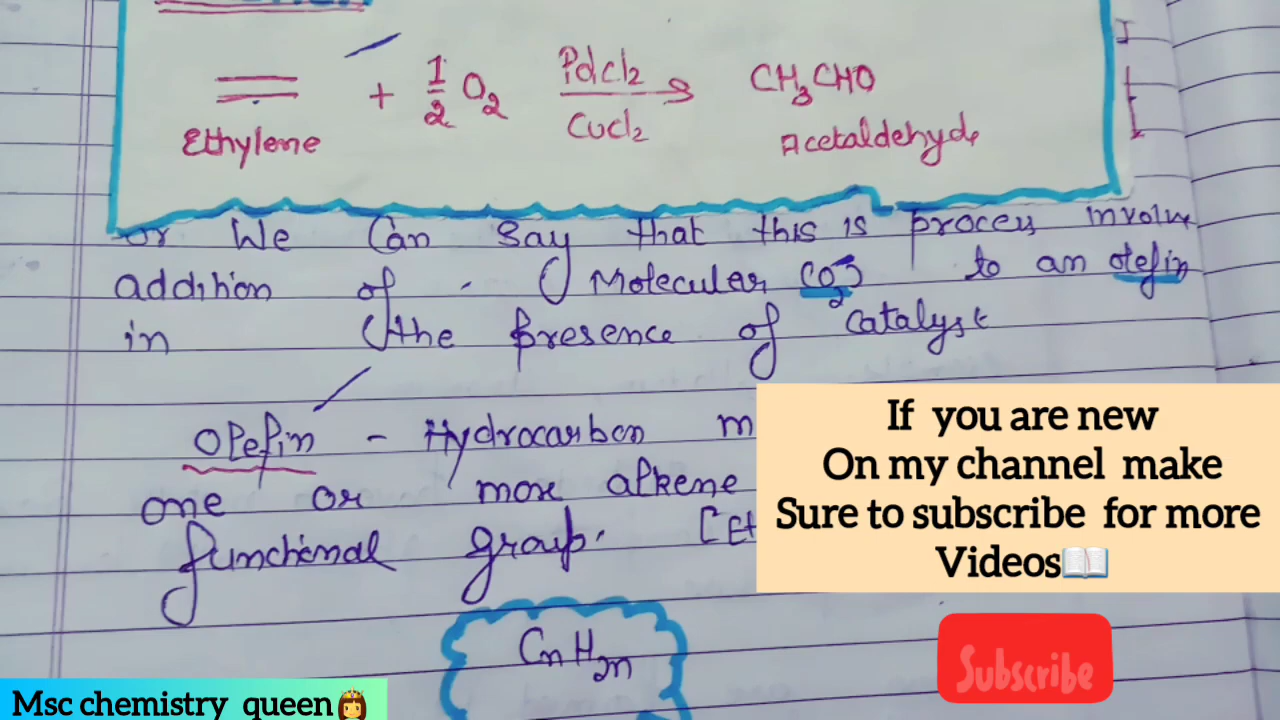 + 1/2 O2 PdCl2 / CuCl2 → CH3CHO
Ethylene Acetaldehyde
or We Can say that this is process involve
addition of Molecular (O2) to an olefin
in the presence of catalyst
Olefin - Hydrocarbon m
one or more alkene
functional group. [Et
CnH2n
If you are new
On my channel make
Sure to subscribe for more
Videos📖
Subscribe
Msc chemistry queen👸